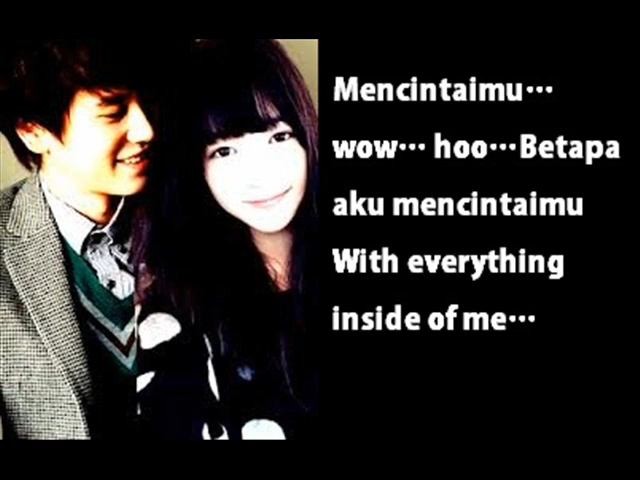 Mencintaimu…
wow… hoo…Betapa
aku mencintaimu
With everything
inside of me…